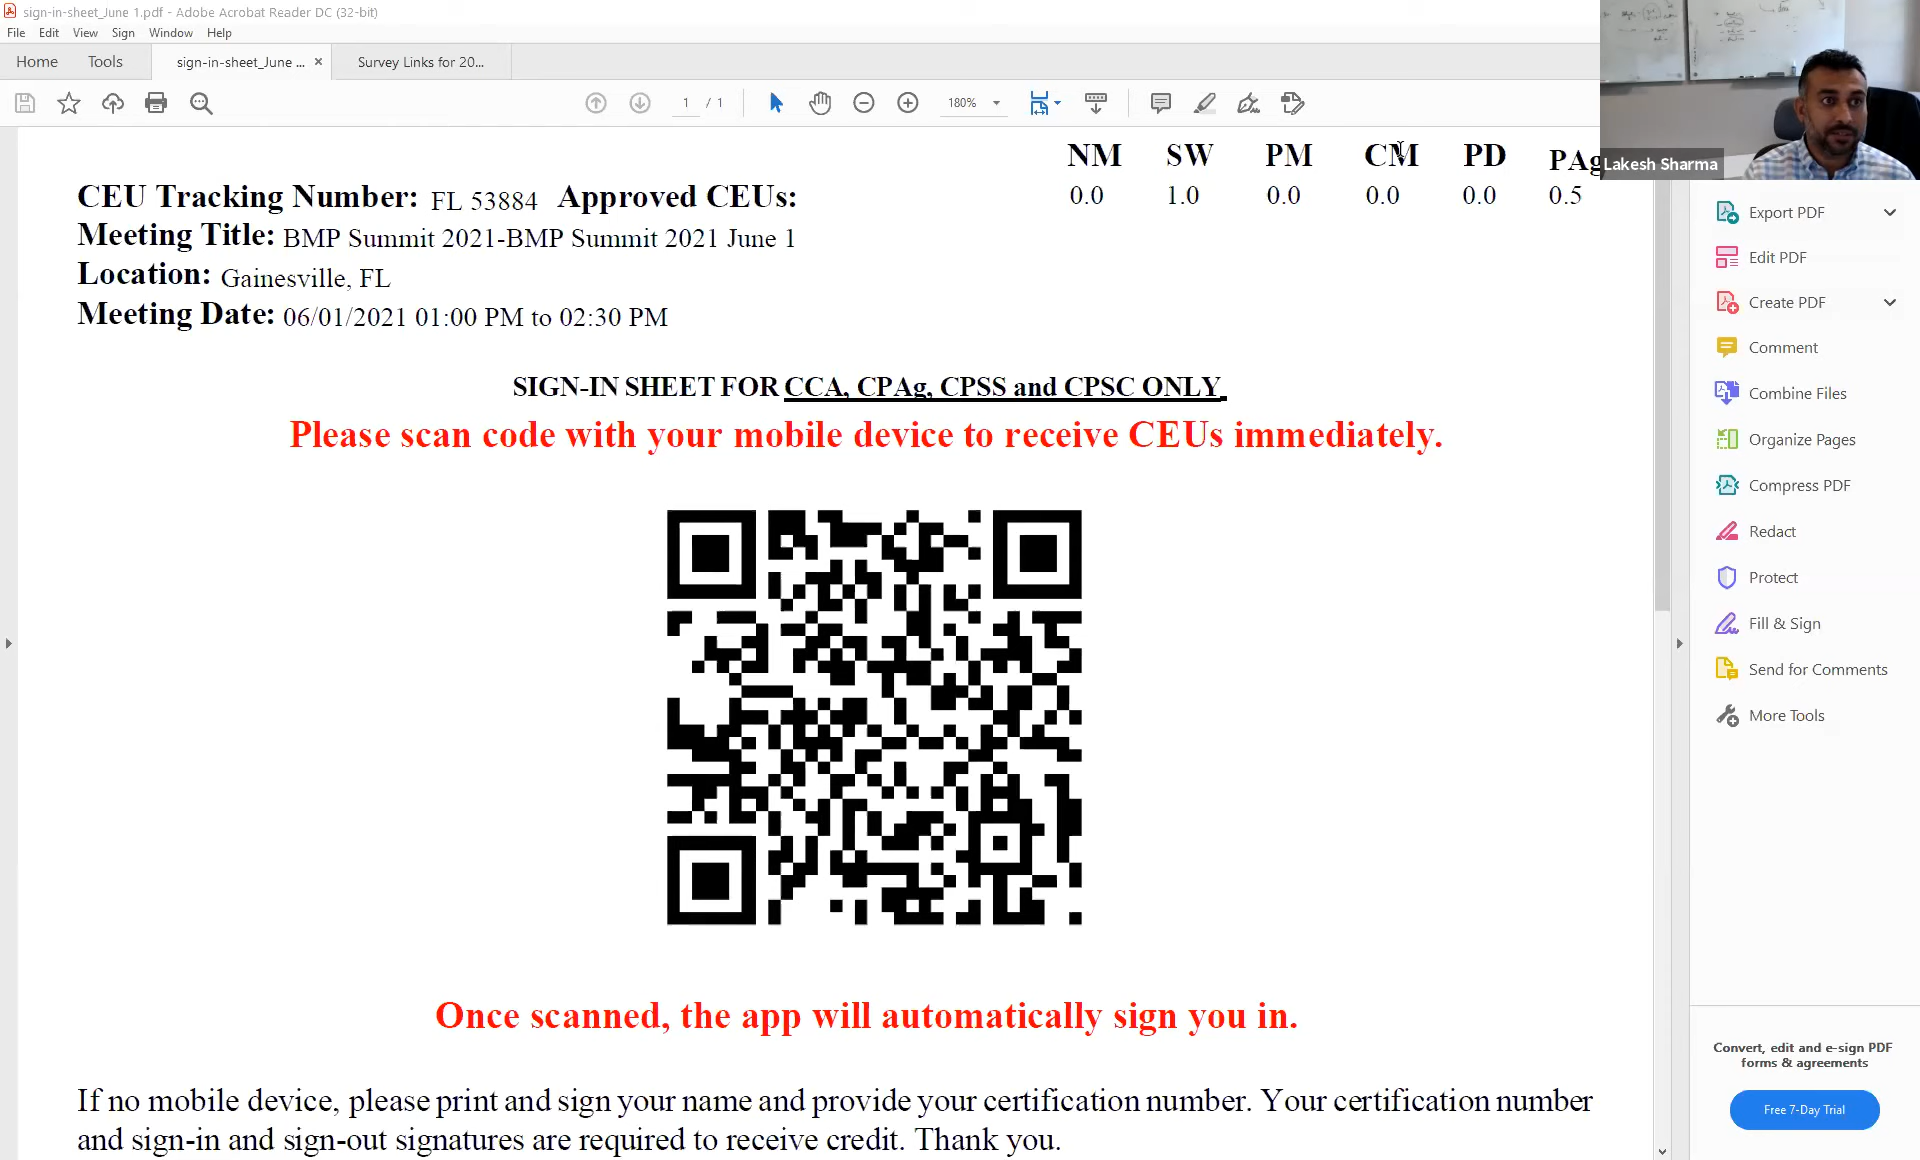 sign-in-sheet_June 1.pdf - Adobe Acrobat Reader DC (32-bit)
File Edit View Sign Window Help
Home Tools sign-in-sheet_June ... × Survey Links for 20...
1 / 1 180%
NM SW PM CM PD PAg
CEU Tracking Number: FL 53884 Approved CEUs: 0.0 1.0 0.0 0.0 0.0 0.5
Meeting Title: BMP Summit 2021-BMP Summit 2021 June 1
Location: Gainesville, FL
Meeting Date: 06/01/2021 01:00 PM to 02:30 PM
SIGN-IN SHEET FOR CCA, CPAg, CPSS and CPSC ONLY
Please scan code with your mobile device to receive CEUs immediately.
Once scanned, the app will automatically sign you in.
If no mobile device, please print and sign your name and provide your certification number. Your certification number
and sign-in and sign-out signatures are required to receive credit. Thank you.
Lakesh Sharma
Export PDF
Edit PDF
Create PDF
Comment
Combine Files
Organize Pages
Compress PDF
Redact
Protect
Fill & Sign
Send for Comments
More Tools
Convert, edit and e-sign PDF
forms & agreements
Free 7-Day Trial